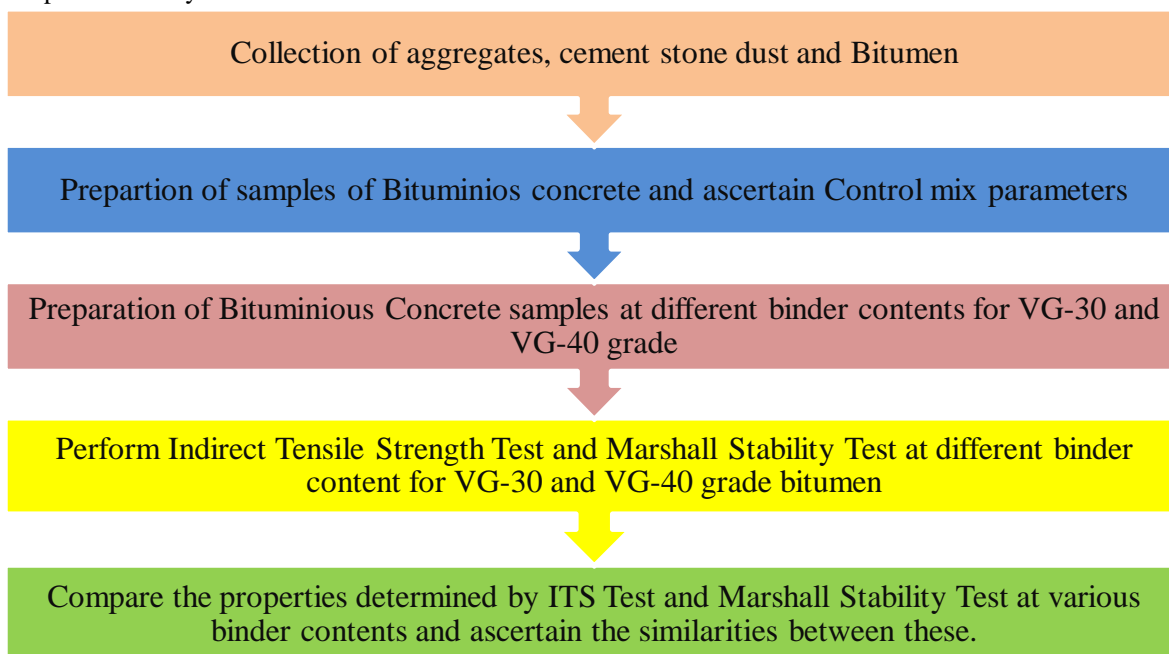 Collection of aggregates, cement stone dust and Bitumen
Prepartion of samples of Bituminios concrete and ascertain Control mix parameters
Preparation of Bituminious Concrete samples at different binder contents for VG-30 and
VG-40 grade
Perform Indirect Tensile Strength Test and Marshall Stability Test at different binder
content for VG-30 and VG-40 grade bitumen
Compare the properties determined by ITS Test and Marshall Stability Test at various
binder contents and ascertain the similarities between these.